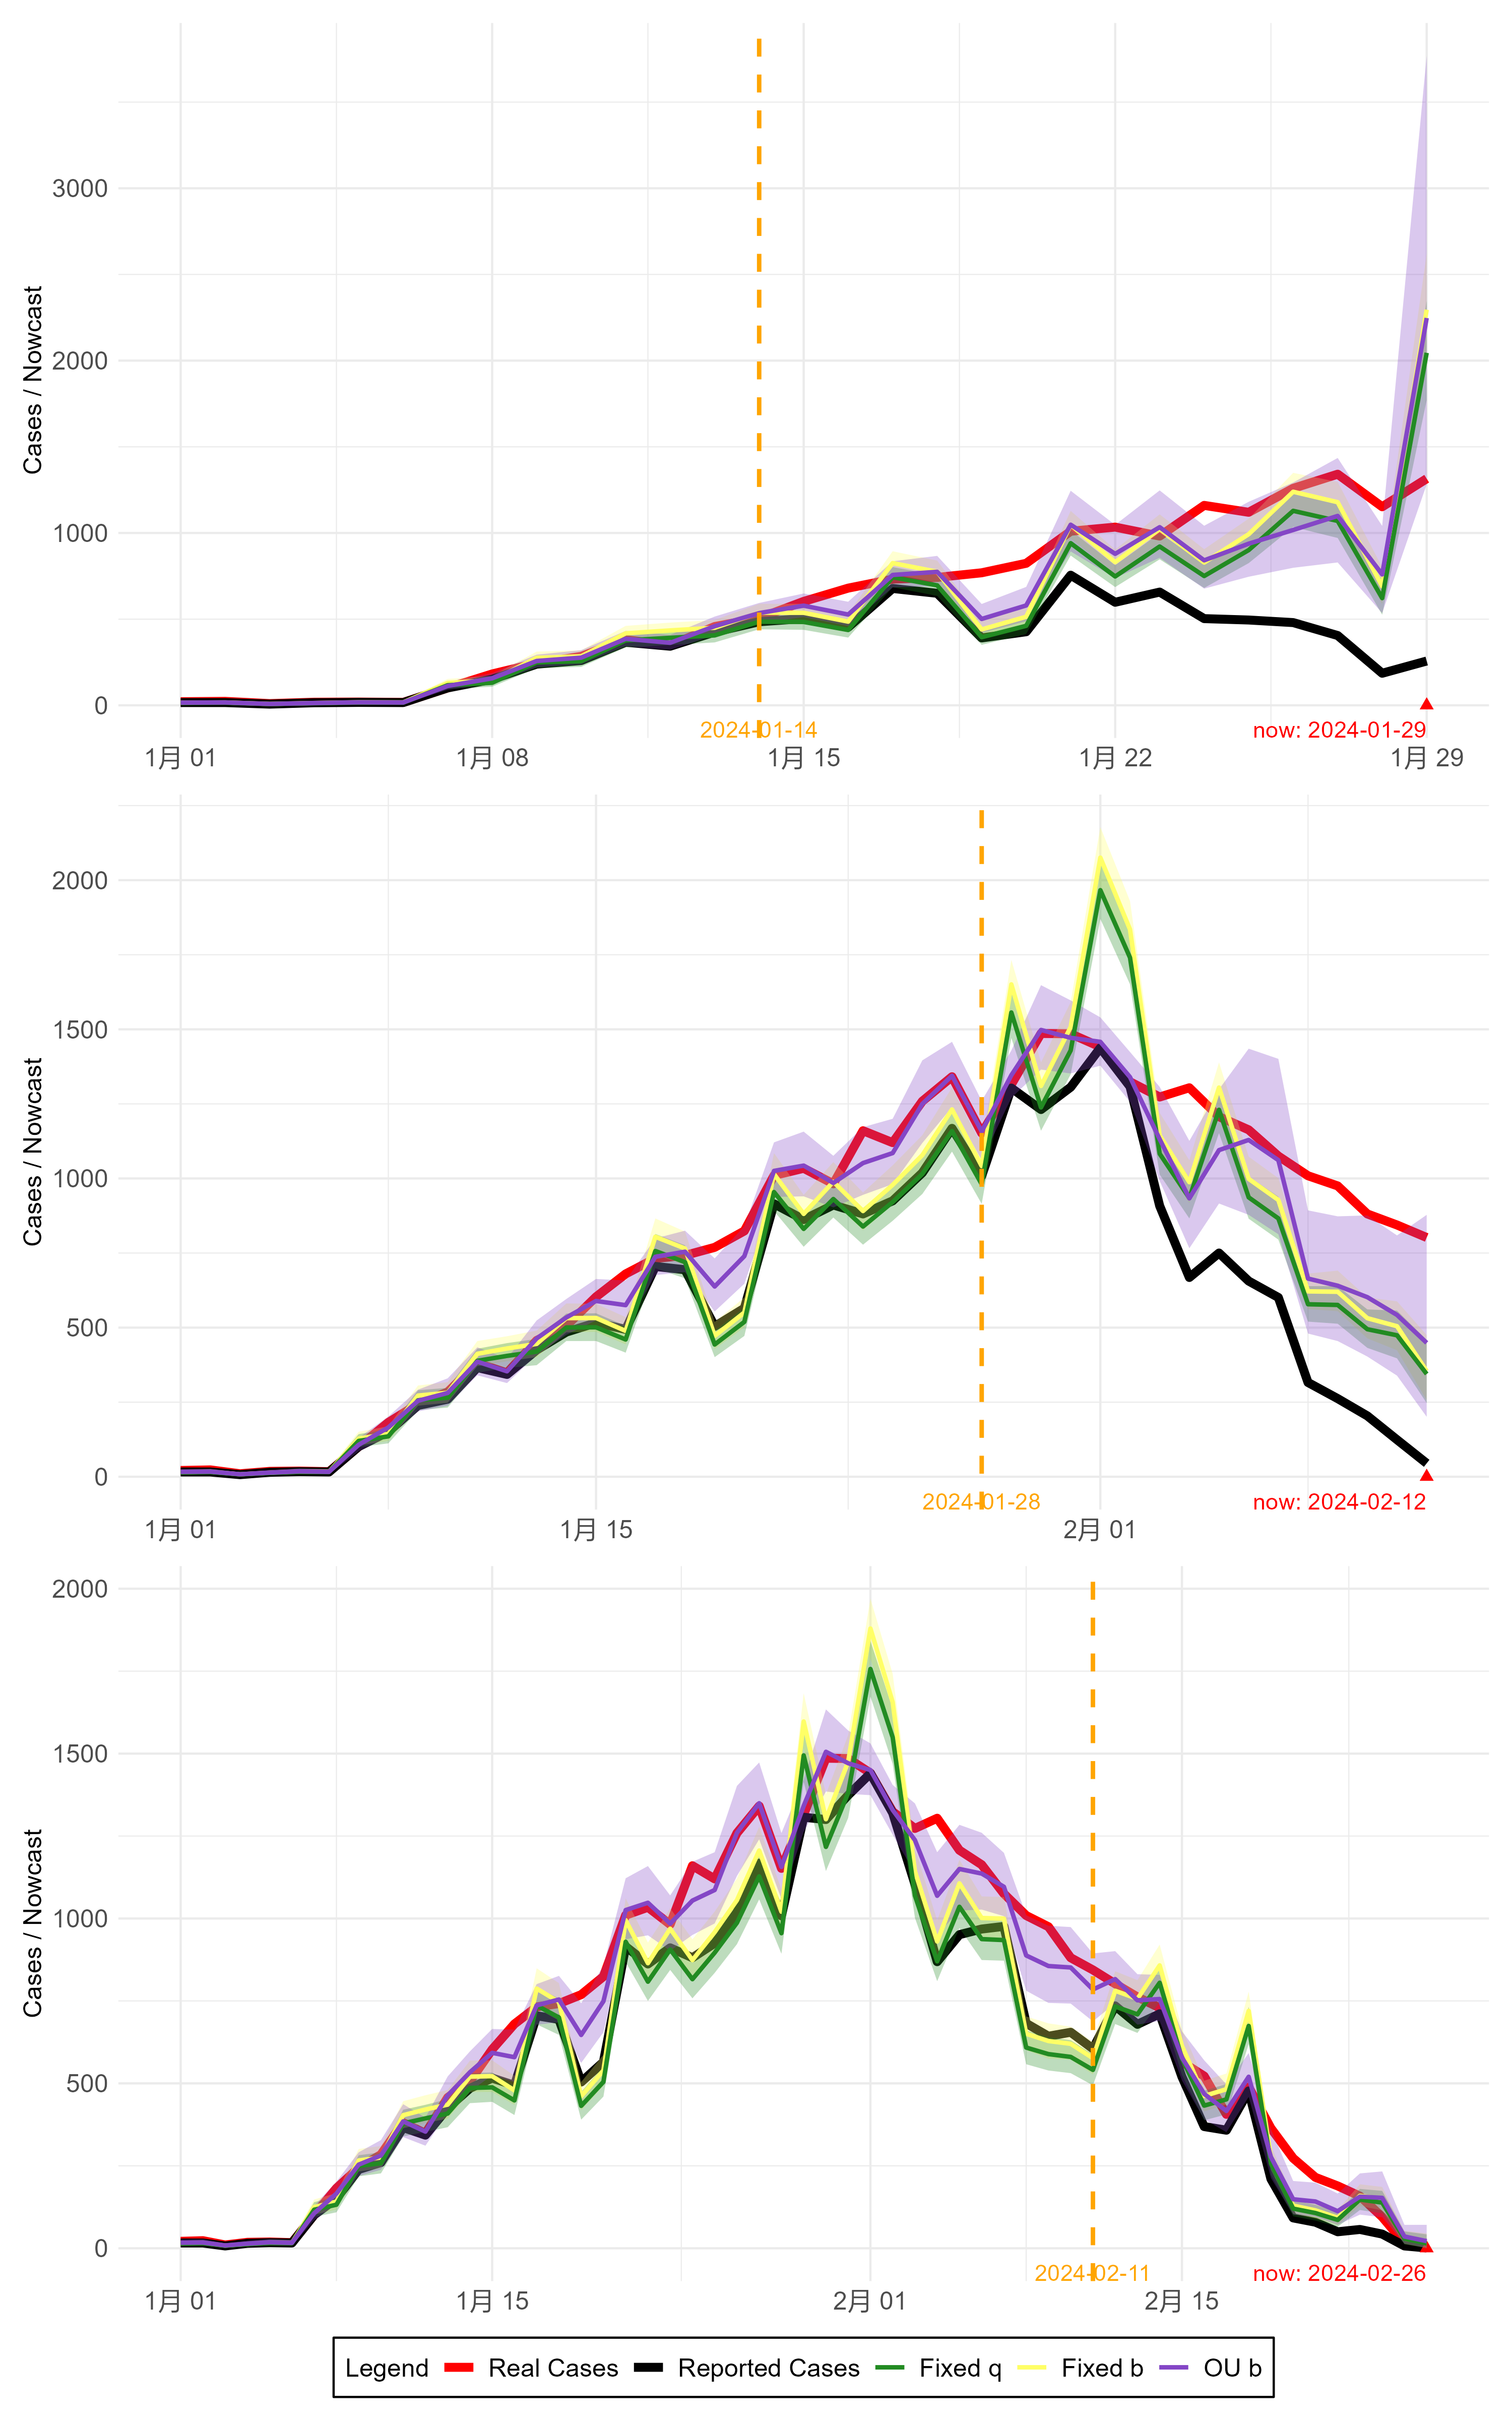 3000
2000
1000
0
Cases / Nowcast
2024-01-14
now: 2024-01-29
1月 01
1月 08
1月 15
1月 22
1月 29
2000
1500
1000
500
0
Cases / Nowcast
2024-01-28
now: 2024-02-12
1月 01
1月 15
2月 01
2000
1500
1000
500
0
Cases / Nowcast
2024-02-11
now: 2024-02-26
1月 01
1月 15
2月 01
2月 15
Legend Real Cases Reported Cases Fixed q Fixed b OU b